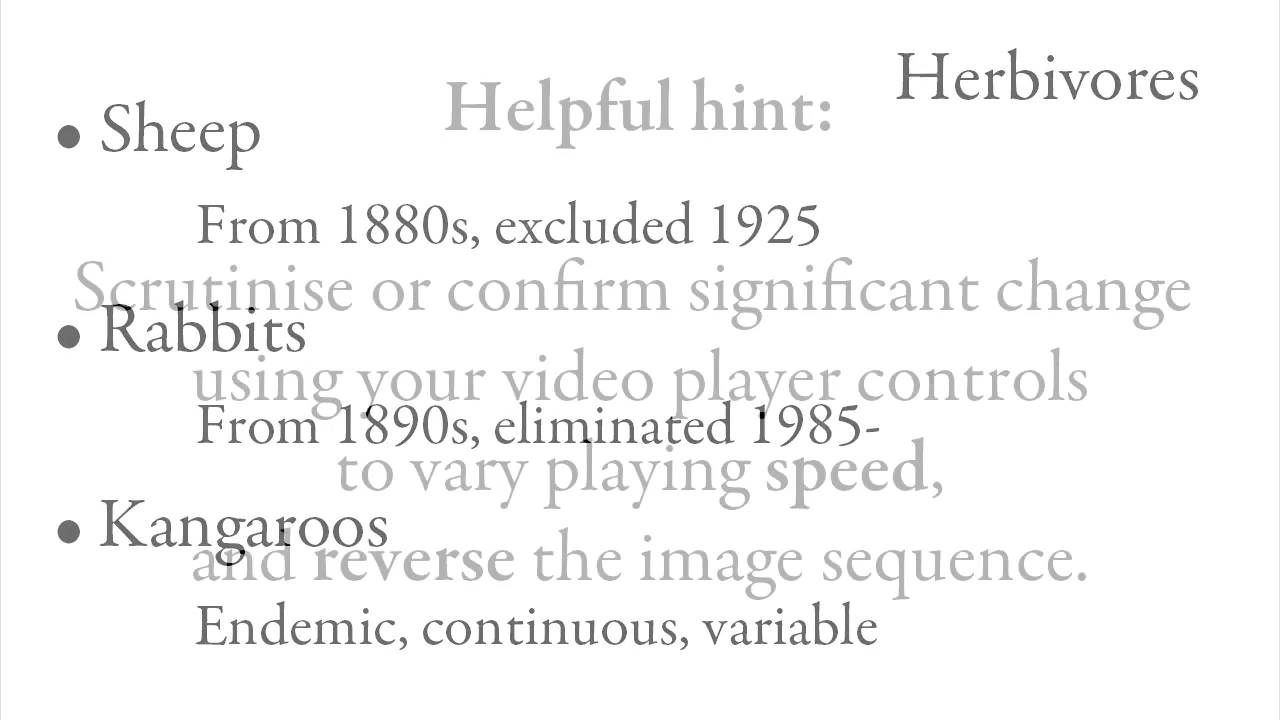 Herbivores
• Sheep
From 1880s, excluded 1925
• Rabbits
From 1890s, eliminated 1985-
• Kangaroos
Endemic, continuous, variable
Helpful hint:
Scrutinise or confirm significant change
using your video player controls
to vary playing speed,
and reverse the image sequence.